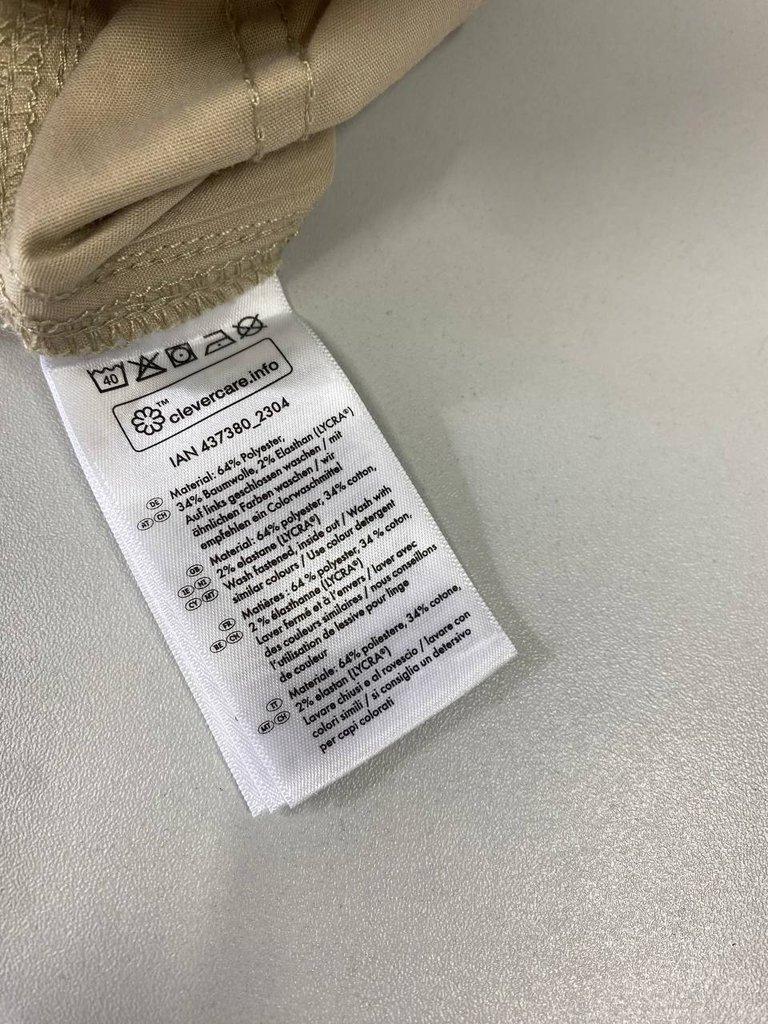 40
™ clevercare.info
IAN 437380_2304
DE
AT CH
Material: 64% Polyester,
34% Baumwolle, 2% Elasthan (LYCRA®)
Auf links geschlossen waschen / mit
ähnlichen Farben waschen / wir
empfehlen ein Colorwaschmittel
GB
IE NI
CY MT
Material: 64% polyester, 34% cotton,
2% elastane (LYCRA®)
Wash fastened, inside out / Wash with
similar colours / Use colour detergent
FR
BE CH
Matières : 64 % polyester, 34 % coton,
2 % élasthanne (LYCRA®)
Laver fermé et à l'envers / laver avec
des couleurs similaires / nous conseillons
l'utilisation de lessive pour linge
de couleur
IT
MT CH
Materiale: 64% poliestere, 34% cotone,
2% elastan (LYCRA®)
Lavare chiusi e al rovescio / lavare con
colori simili / si consiglia un detersivo
per capi colorati